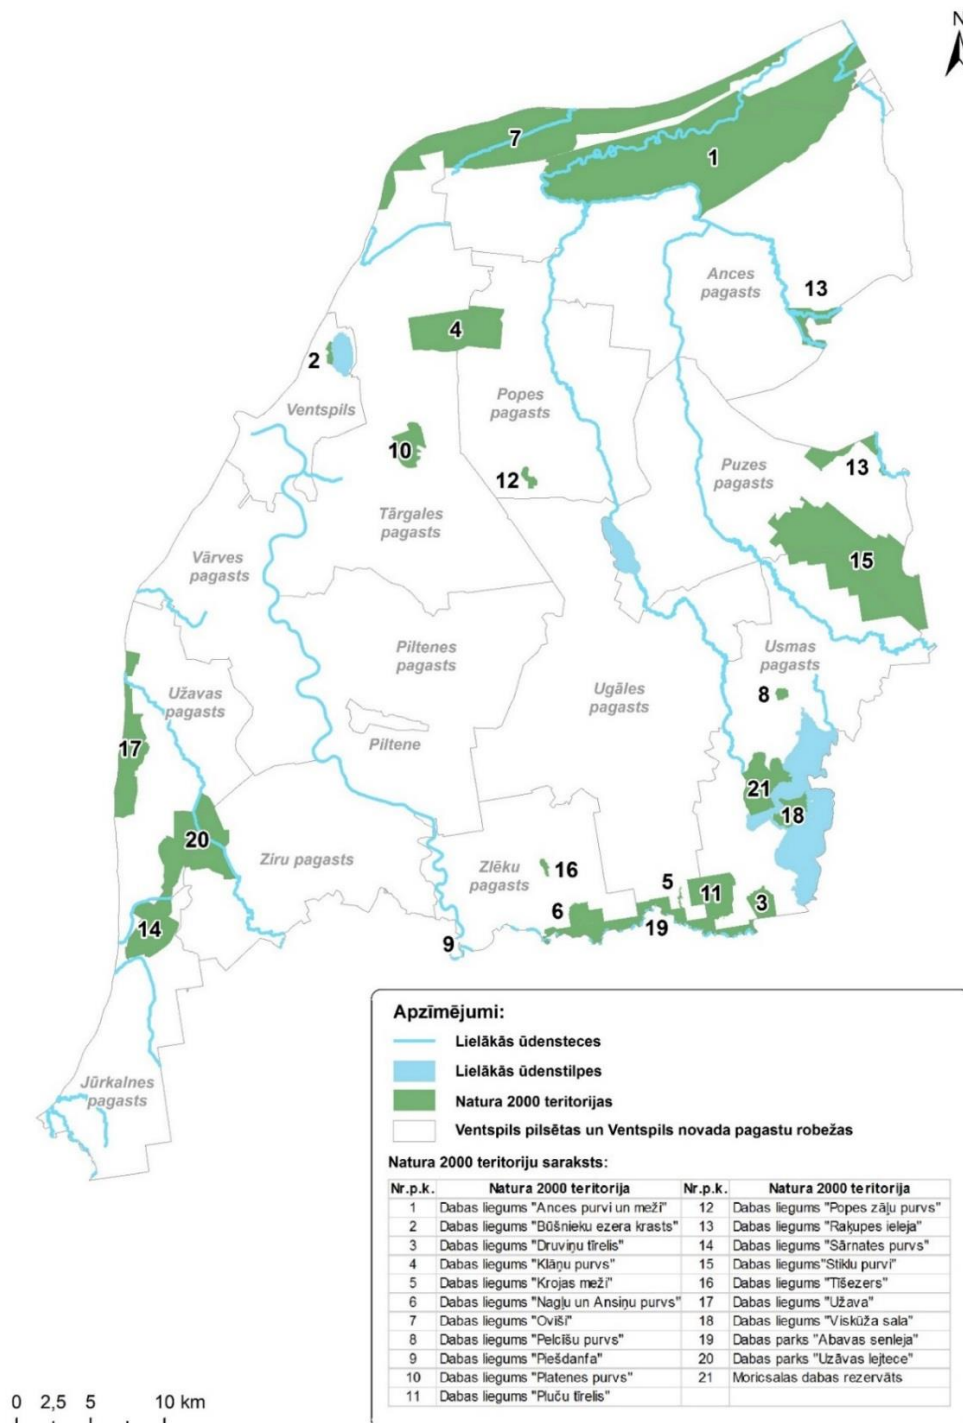 N
7
1
13
Ances
pagasts
4
2
Ventspils
Popes
pagasts
10
12
Puzes
pagasts
13
Tārgales
pagasts
15
Vārves
pagasts
Piltenes
pagasts
Usmas
pagasts
Užavas
pagasts
Ugāles
pagasts
8
17
Piltene
21
18
20
Ziru pagasts
Zlēku
pagasts
16
5
11
3
6
19
14
9
Jūrkalnes
pagasts
Apzīmējumi:
Lielākās ūdensteces
Lielākās ūdenstilpes
Natura 2000 teritorijas
Ventspils pilsētas un Ventspils novada pagastu robežas
Natura 2000 teritoriju saraksts:
Nr.p.k. Natura 2000 teritorija Nr.p.k. Natura 2000 teritorija
1 Dabas liegums "Ances purvi un meži" 12 Dabas liegums "Popes zāļu purvs"
2 Dabas liegums "Būšnieku ezera krasts" 13 Dabas liegums "Raķupes ieleja"
3 Dabas liegums "Druviņu tīrelis" 14 Dabas liegums "Sārnates purvs"
4 Dabas liegums "Klāņu purvs" 15 Dabas liegums"Stiklu purvi"
5 Dabas liegums "Krojas meži" 16 Dabas liegums "Tīšezers"
6 Dabas liegums "Nagļu un Ansiņu purvs" 17 Dabas liegums "Užava"
7 Dabas liegums "Ovīši" 18 Dabas liegums "Viskūža sala"
8 Dabas liegums "Pelcīšu purvs" 19 Dabas parks "Abavas senleja"
9 Dabas liegums "Piešdanfa" 20 Dabas parks "Uzāvas lejtece"
10 Dabas liegums "Platenes purvs" 21 Moricsalas dabas rezervāts
11 Dabas liegums "Pluču tīrelis"
0 2,5 5 10 km